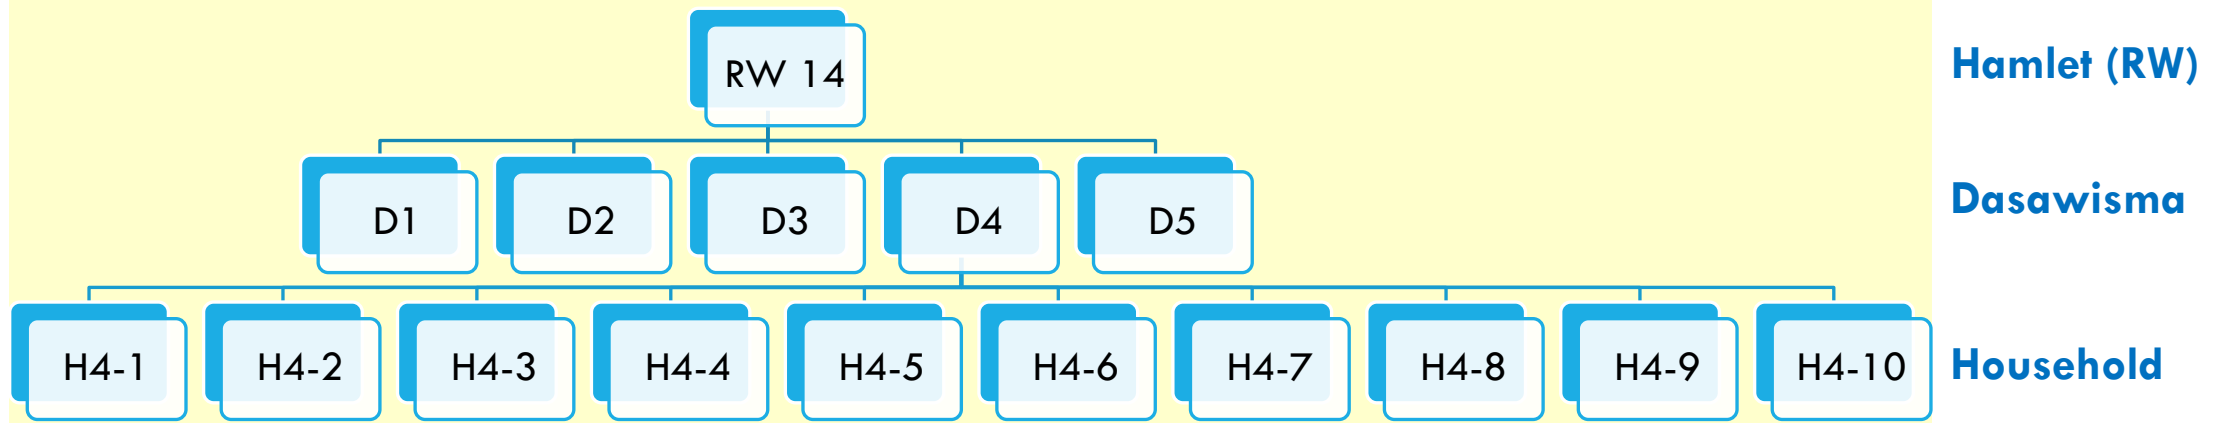 RW 14
Hamlet (RW)
D1
D2
D3
D4
D5
Dasawisma
H4-1
H4-2
H4-3
H4-4
H4-5
H4-6
H4-7
H4-8
H4-9
H4-10
Household